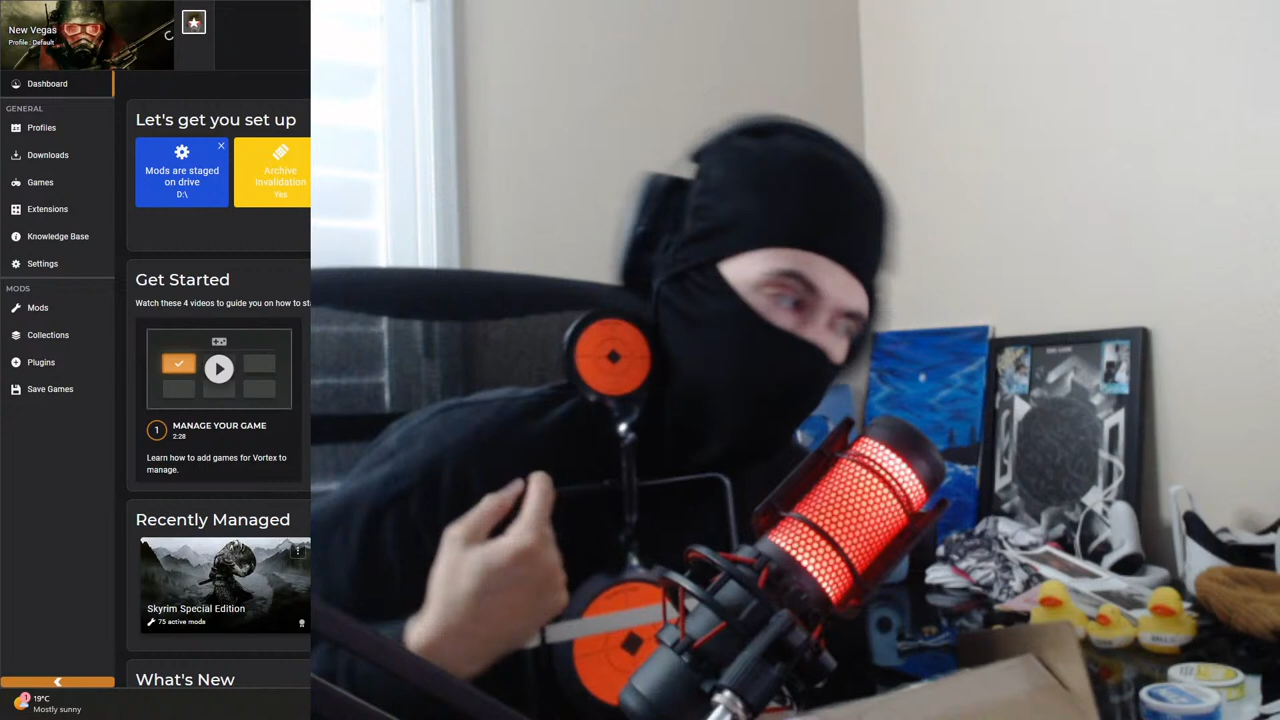 New Vegas
Profile : Default
Dashboard
GENERAL
Profiles
Downloads
Games
Extensions
Knowledge Base
Settings
MODS
Mods
Collections
Plugins
Save Games
Let's get you set up
Mods are staged
on drive
D:\
Archive
Invalidation
Yes
Get Started
Watch these 4 videos to guide you on how to
1
MANAGE YOUR GAME
2:28
Learn how to add games for Vortex to
manage.
Recently Managed
Skyrim Special Edition
75 active mods
What's New
1
19°C
Mostly sunny